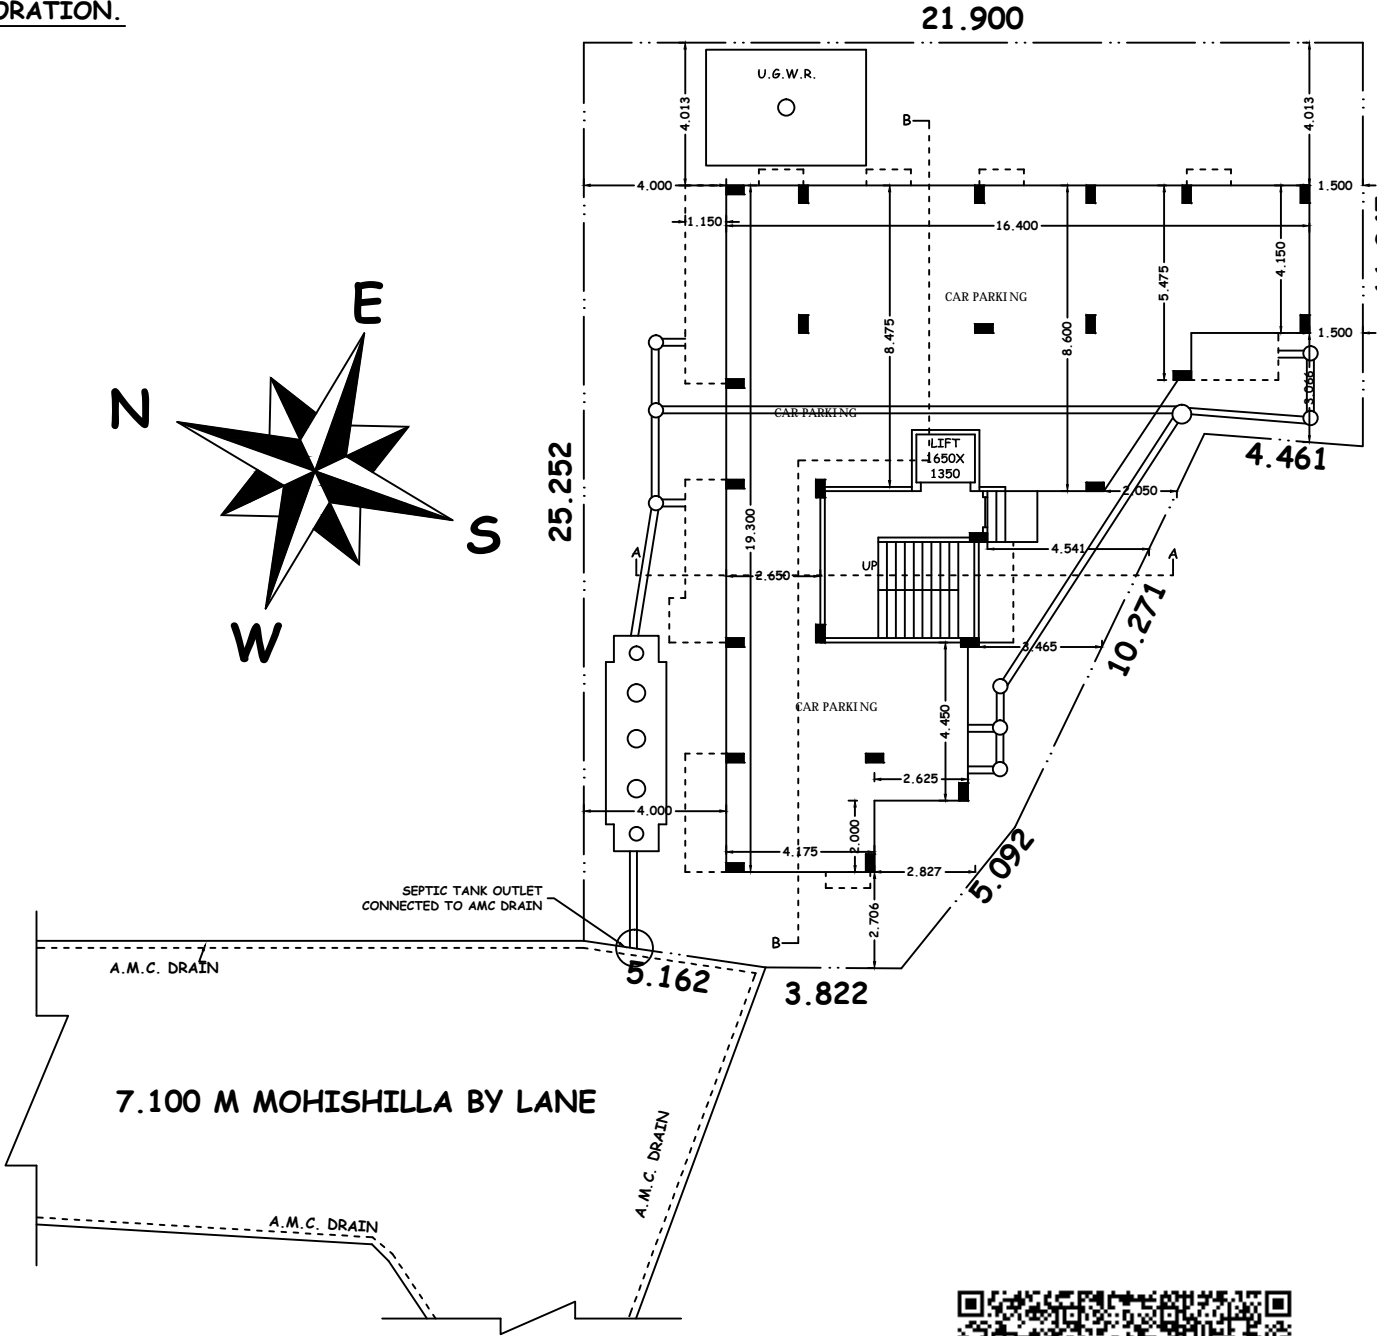 ORATION.
21.900
U.G.W.R.
4.013
4.013
B
4.000
1.500
1.150
16.400
4.150
5.475
CAR PARKING
8.475
8.600
1.500
E
N
S
W
3.066
CAR PARKING
LIFT
1650X
1350
4.461
25.252
2.050
19.300
4.541
A
A
UP
2.650
10.271
3.465
CAR PARKING
4.450
2.625
4.000
2.000
4.175
2.827
5.092
SEPTIC TANK OUTLET
CONNECTED TO AMC DRAIN
2.706
B
A.M.C. DRAIN
5.162
3.822
7.100 M MOHISHILLA BY LANE
A.M.C. DRAIN
A.M.C. DRAIN